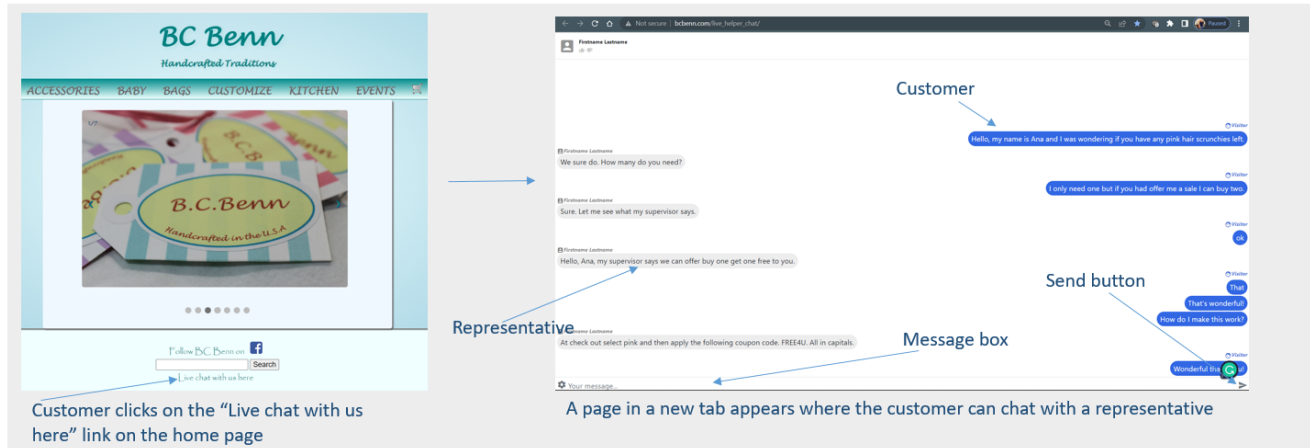 BC Benn
Handcrafted Traditions
ACCESSORIES BABY BAGS CUSTOMIZE KITCHEN EVENTS
1/7
B.C.Benn
Handcrafted in the U.S.A
Follow BC Benn on
Search
Live chat with us here
Customer clicks on the “Live chat with us
here” link on the home page
Not secure | bcbenn.com/live_helper_chat/
Paused
Firstname Lastname
Customer
Visitor
Hello, my name is Ana and I was wondering if you have any pink hair scrunchies left.
Firstname Lastname
We sure do. How many do you need?
Visitor
I only need one but if you had offer me a sale I can buy two.
Firstname Lastname
Sure. Let me see what my supervisor says.
Visitor
ok
Firstname Lastname
Hello, Ana, my supervisor says we can offer buy one get one free to you.
Visitor
That
That's wonderful!
How do I make this work?
Send button
Representative
Lastname
At check out select pink and then apply the following coupon code. FREE4U. All in capitals.
Message box
Visitor
Wonderful
Your message...
A page in a new tab appears where the customer can chat with a representative